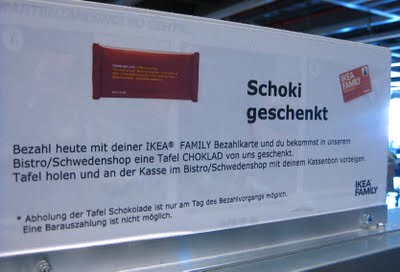 Schoki
geschenkt
IKEA
FAMILY
Bezahl heute mit deiner IKEA® FAMILY Bezahlkarte und du bekommst in unserem
Bistro/Schwedenshop eine Tafel CHOKLAD von uns geschenkt.
Tafel holen und an der Kasse im Bistro/Schwedenshop mit deinem Kassenbon vorzeigen.
* Abholung der Tafel Schokolade ist nur am Tag des Bezahlvorgangs möglich.
Eine Barauszahlung ist nicht möglich.
IKEA
FAMILY